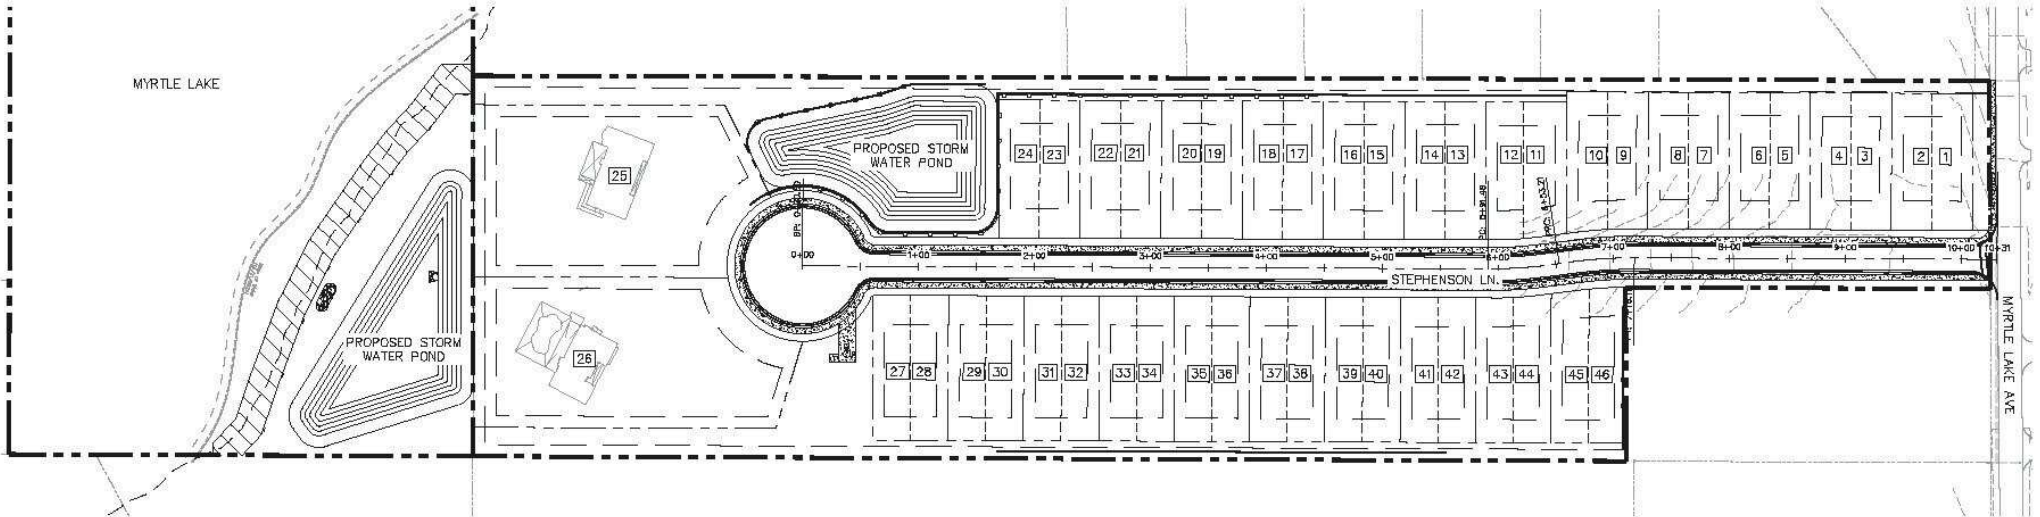 MYRTLE LAKE
PROPOSED STORM
WATER POND
24 23 22 21 20 19 18 17 16 15 14 13 12 11 10 9 8 7 6 5 4 3 2 1
25
0+00 1+00 2+00 3+00 4+00 5+00 6+00 7+00 8+00 9+00 10+00 10+31
STEPHENSON LN.
MYRTLE LAKE AVE
PROPOSED STORM
WATER POND
26
27 28 29 30 31 32 33 34 35 36 37 38 39 40 41 42 43 44 45 46